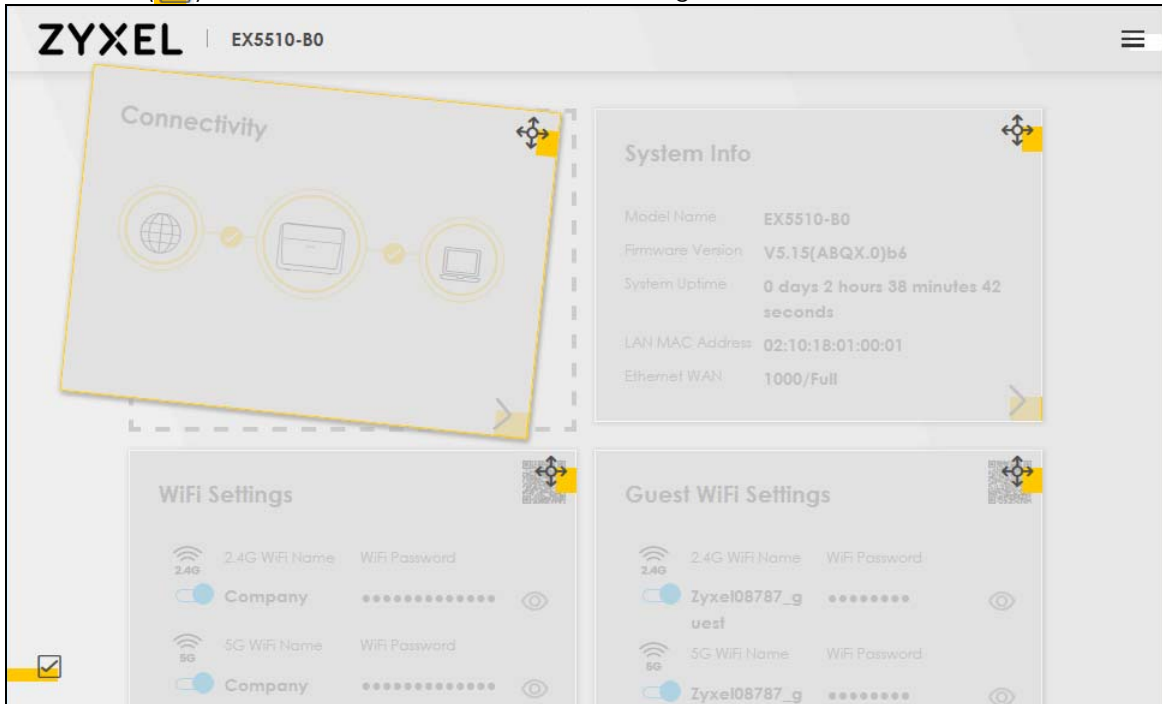 ZYXEL EX5510-B0
Connectivity
System Info
Model Name EX5510-B0
Firmware Version V5.15(ABQX.0)b6
System Uptime 0 days 2 hours 38 minutes 42
seconds
LAN MAC Address 02:10:18:01:00:01
Ethernet WAN 1000/Full
WiFi Settings
2.4G 2.4G WiFi Name WiFi Password
Company •••••••••••••
5G 5G WiFi Name WiFi Password
Company •••••••••••••
Guest WiFi Settings
2.4G 2.4G WiFi Name WiFi Password
Zyxel08787_g ••••••••
uest
5G 5G WiFi Name WiFi Password
Zyxel08787_g ••••••••